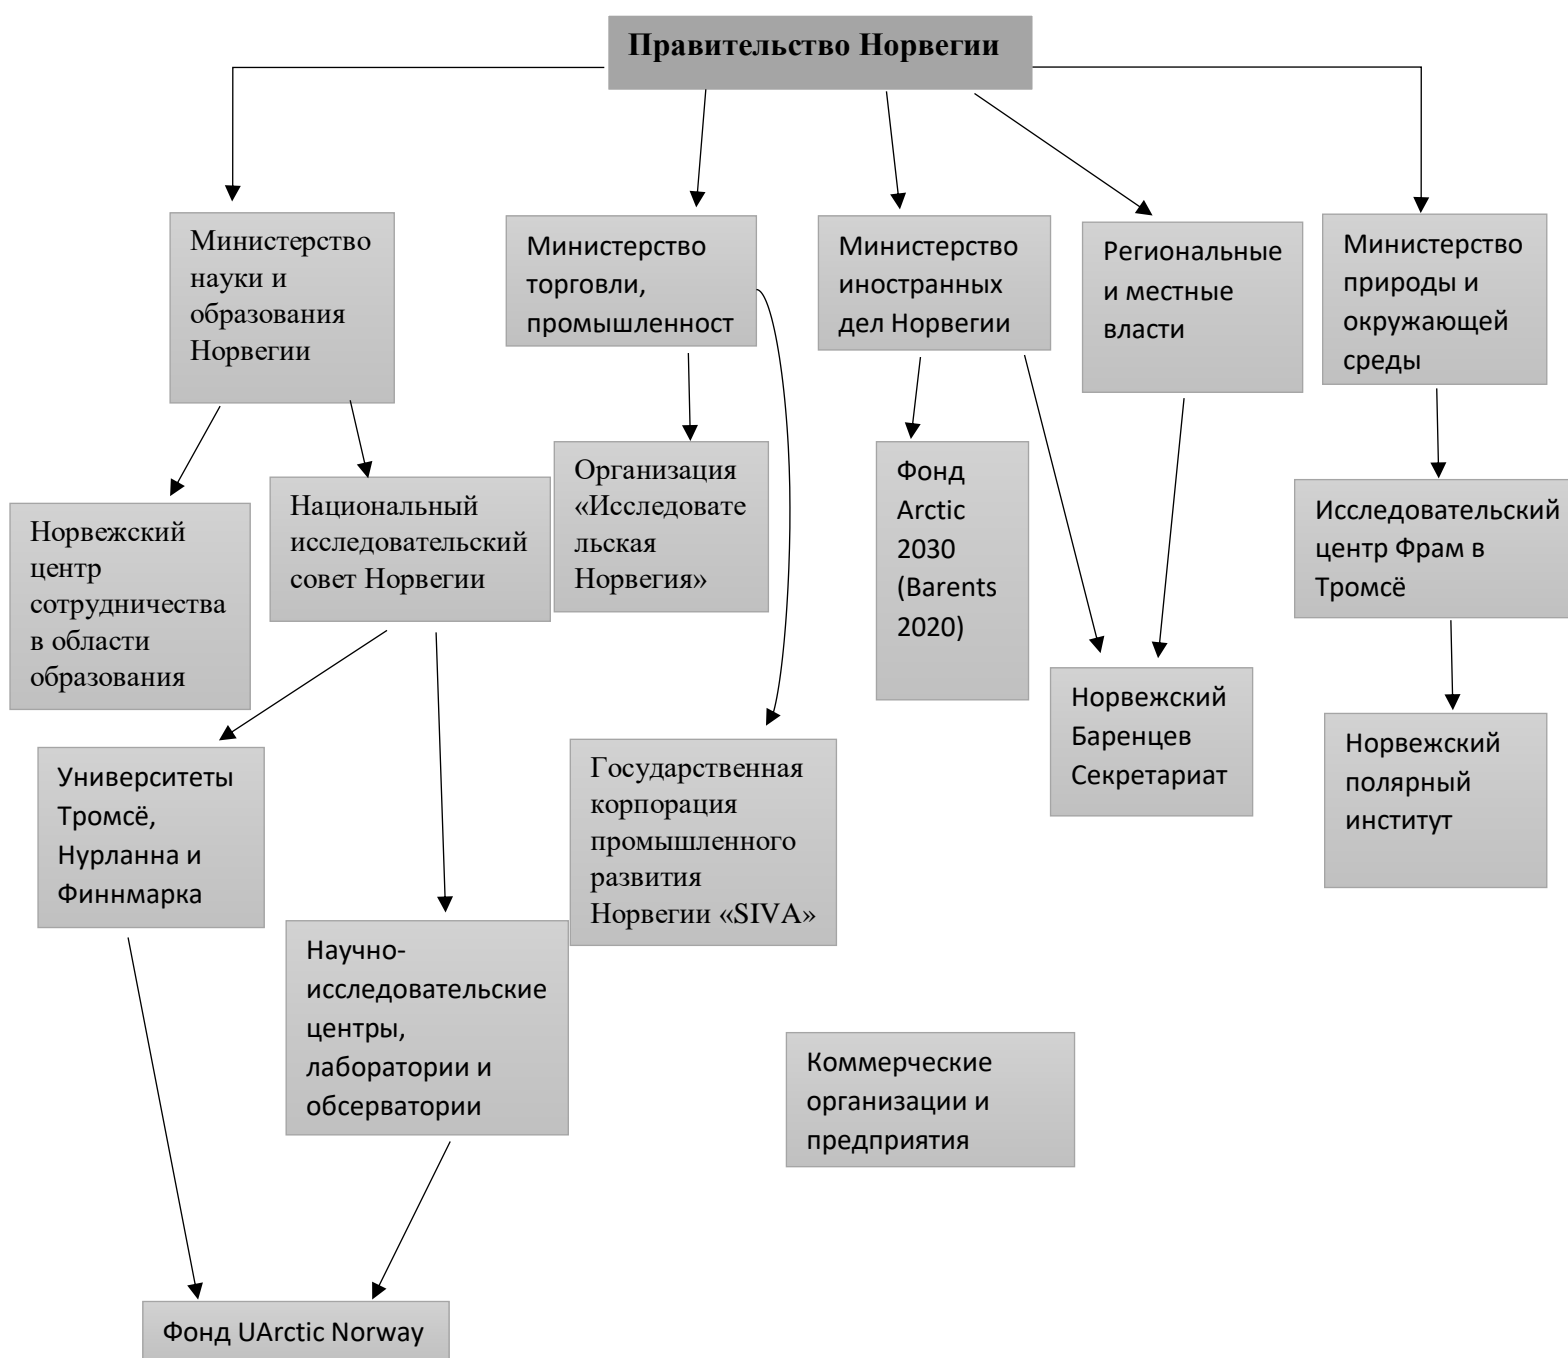 Правительство Норвегии
Министерство
науки и
образования
Норвегии
Министерство
торговли,
промышленност
Министерство
иностранных
дел Норвегии
Региональные
и местные
власти
Министерство
природы и
окружающей
среды
Норвежский
центр
сотрудничества
в области
образования
Национальный
исследовательский
совет Норвегии
Организация
«Исследовате
льская
Норвегия»
Фонд
Arctic
2030
(Barents
2020)
Исследовательский
центр Фрам в
Тромсё
Университеты
Тромсё,
Нурланна и
Финнмарка
Государственная
корпорация
промышленного
развития
Норвегии «SIVA»
Норвежский
Баренцев
Секретариат
Норвежский
полярный
институт
Научно-
исследовательские
центры,
лаборатории и
обсерватории
Коммерческие
организации и
предприятия
Фонд UArctic Norway